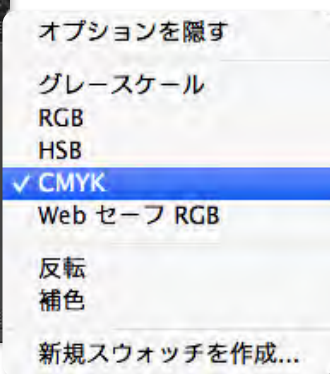 オプションを隠す
グレースケール
RGB
HSB
✓ CMYK
Web セーフ RGB
反転
補色
新規スウォッチを作成...